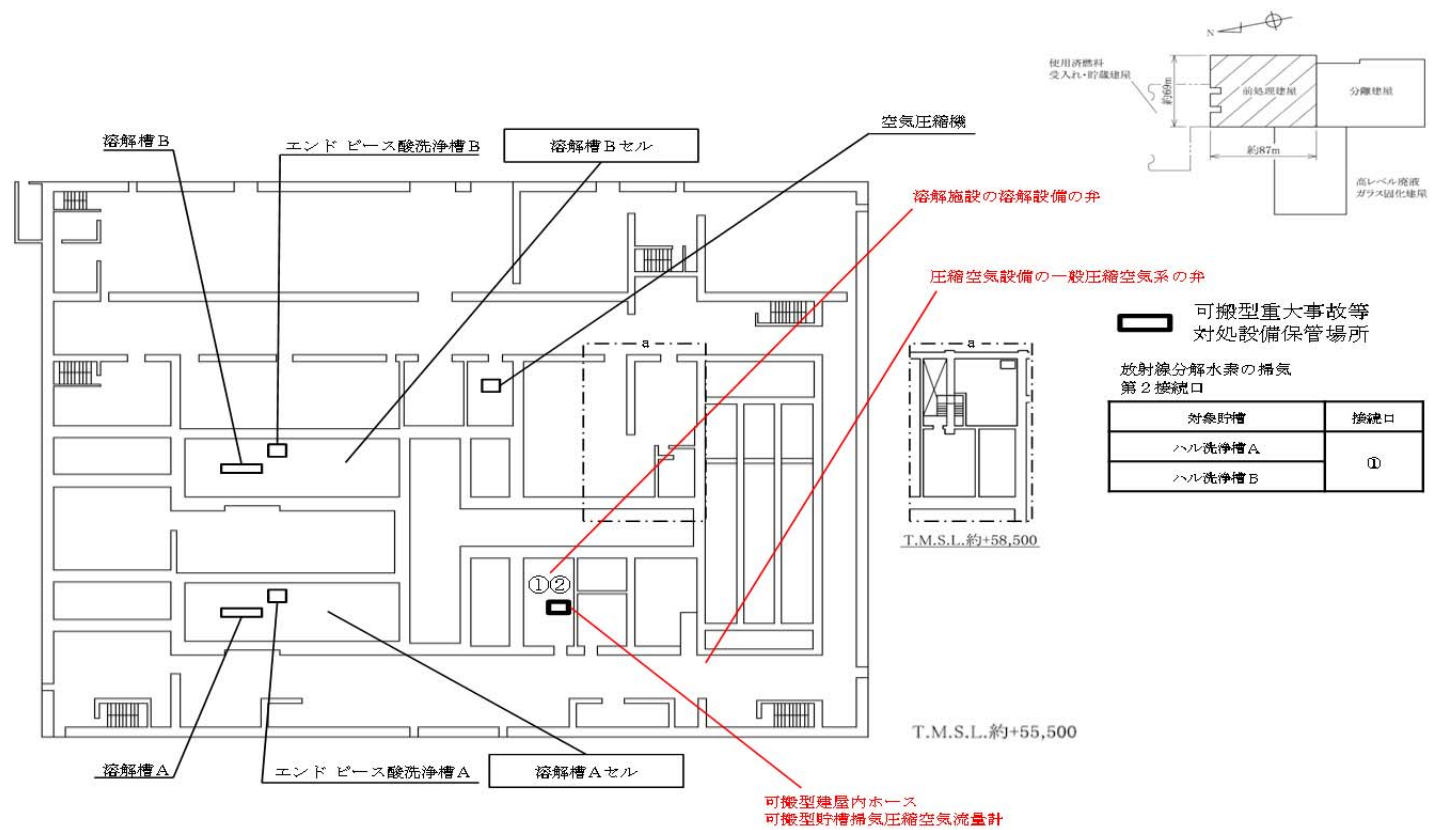 N
使用済燃料
受入れ・貯蔵建屋
約69m
前処理建屋
分離建屋
約87m
高レベル廃液
ガラス固化建屋
溶解槽B
エンド ピース酸洗浄槽B
溶解槽Bセル
空気圧縮機
溶解施設の溶解設備の弁
圧縮空気設備の一般圧縮空気系の弁
可搬型重大事故等
対処設備保管場所
放射線分解水素の掃気
第2接続口
対象貯槽 接続口
ハル洗浄槽A ①
ハル洗浄槽B
a
a
T.M.S.L.約+58,500
①②
T.M.S.L.約+55,500
溶解槽A
エンド ピース酸洗浄槽A
溶解槽Aセル
可搬型建屋内ホース
可搬型貯槽掃気圧縮空気流量計